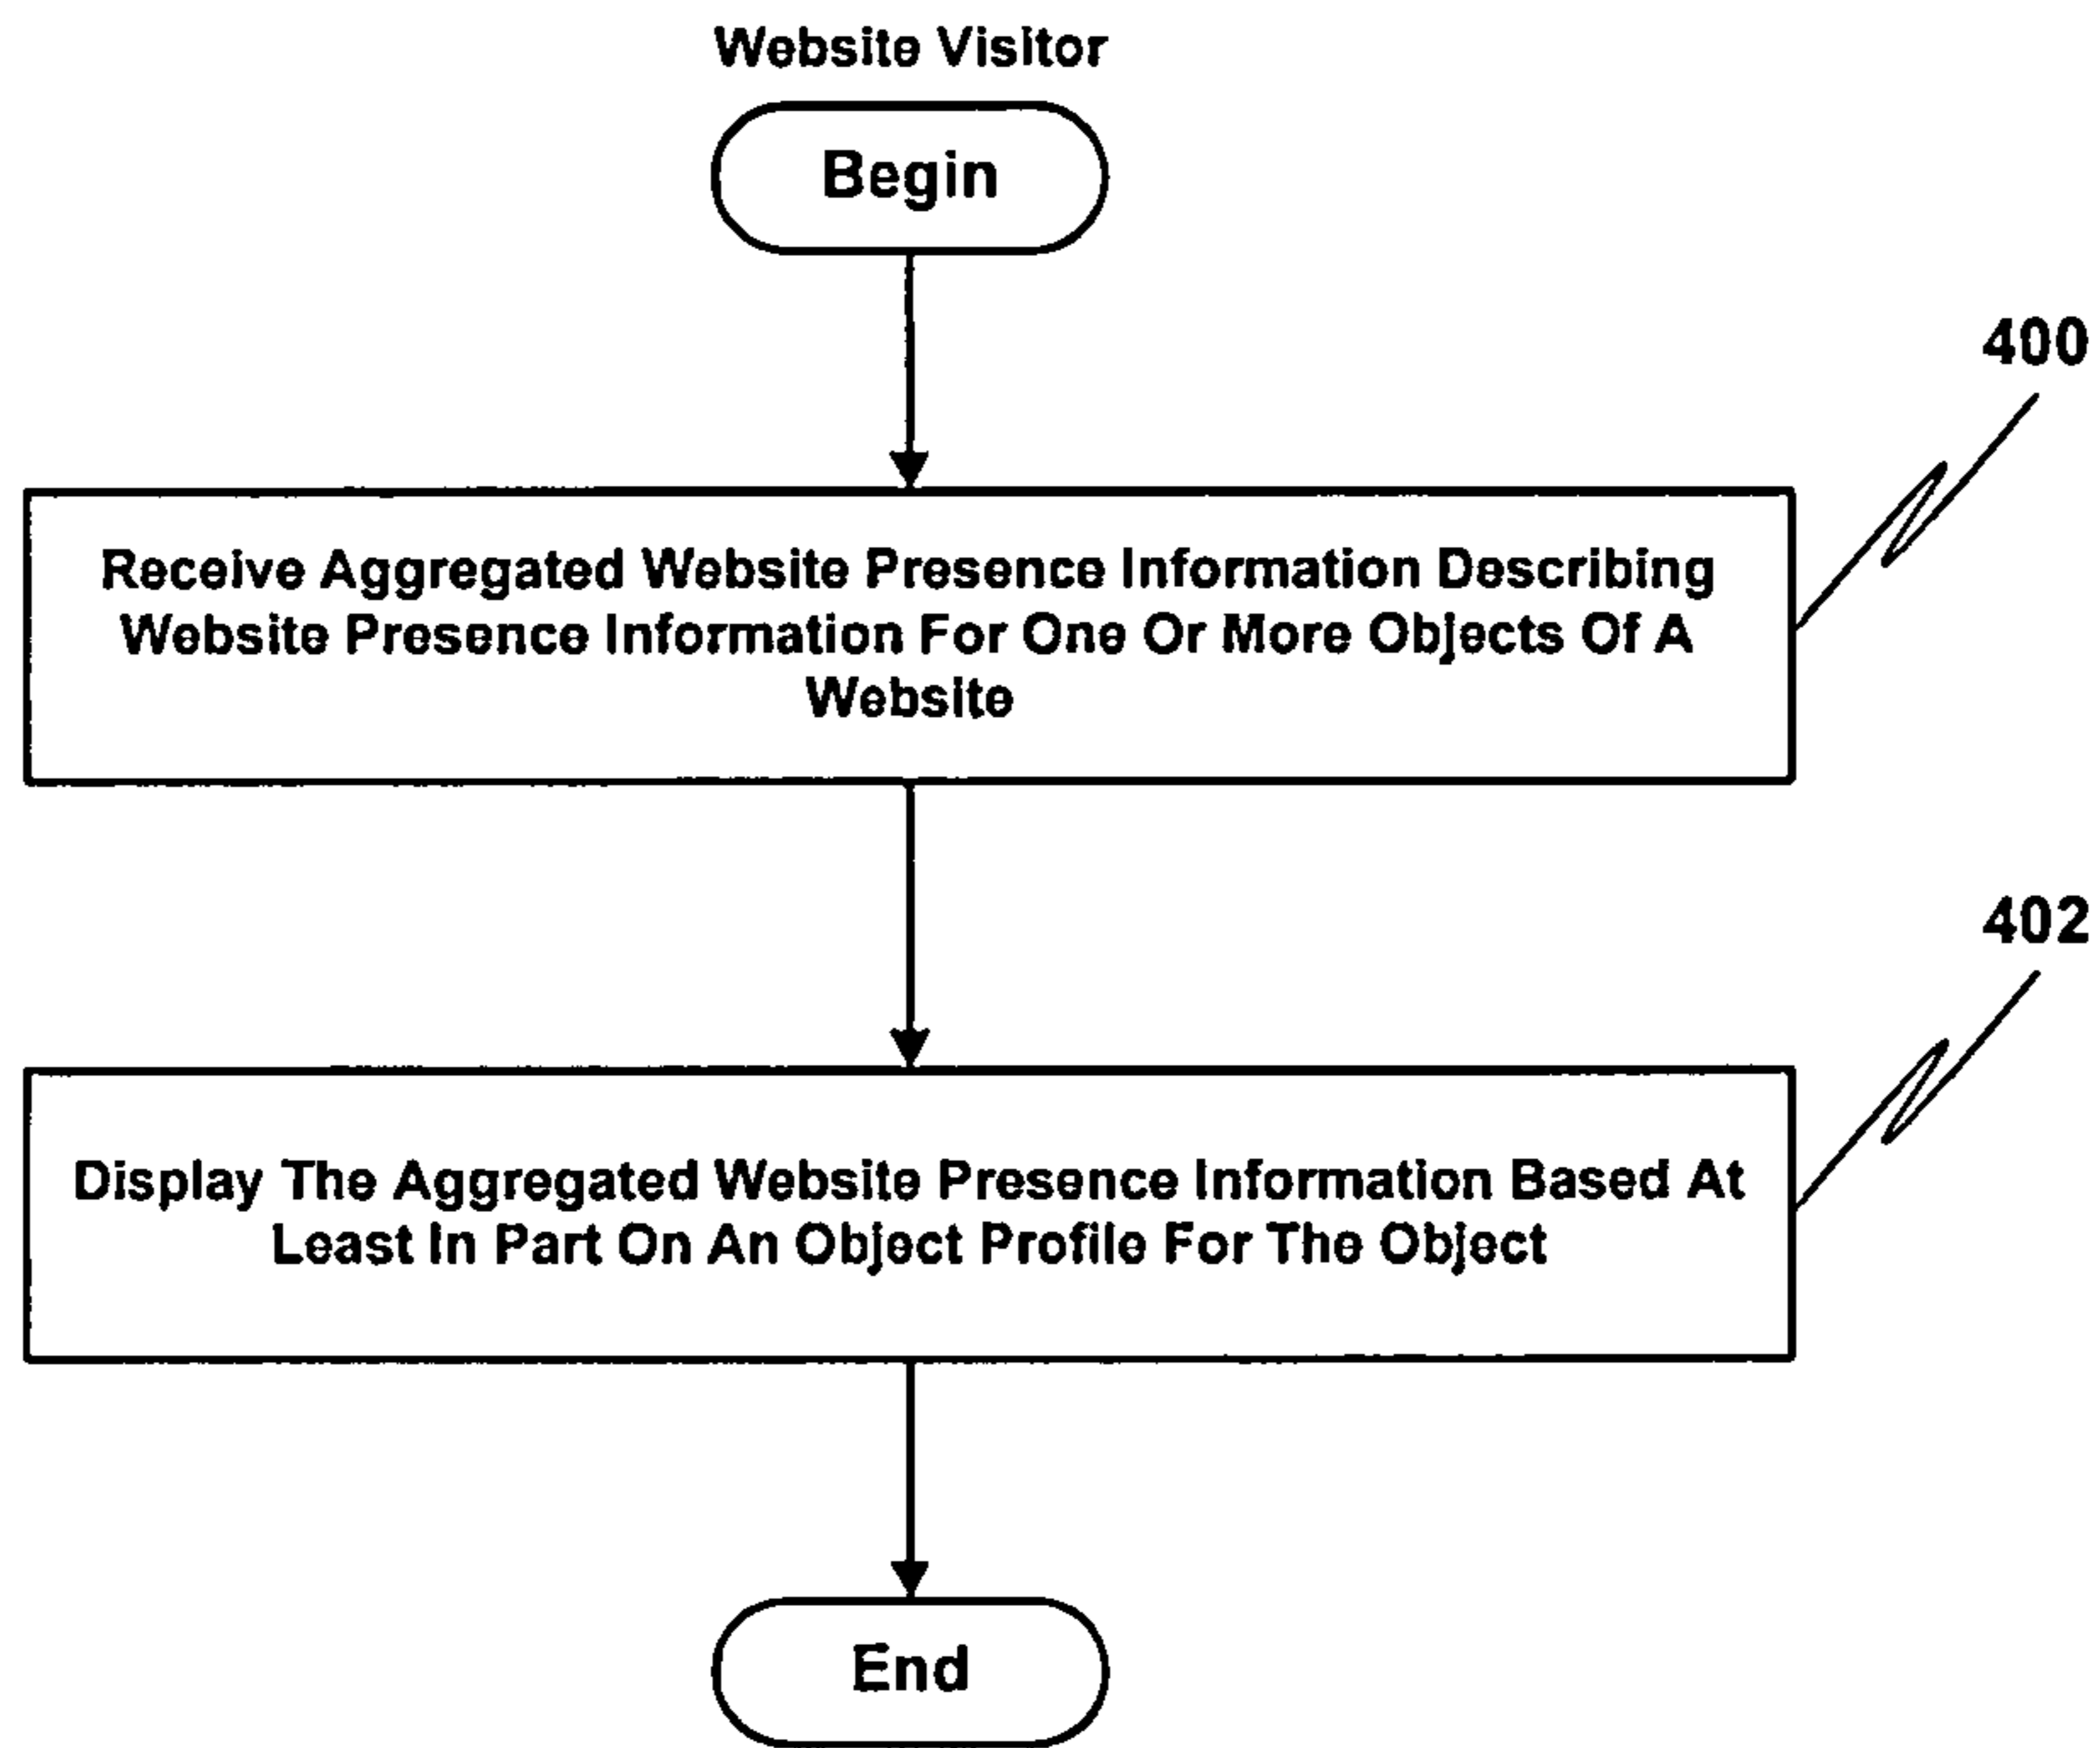 Website Visitor
Begin
400
Receive Aggregated Website Presence Information Describing
Website Presence Information For One Or More Objects Of A
Website
402
Display The Aggregated Website Presence Information Based At
Least In Part On An Object Profile For The Object
End